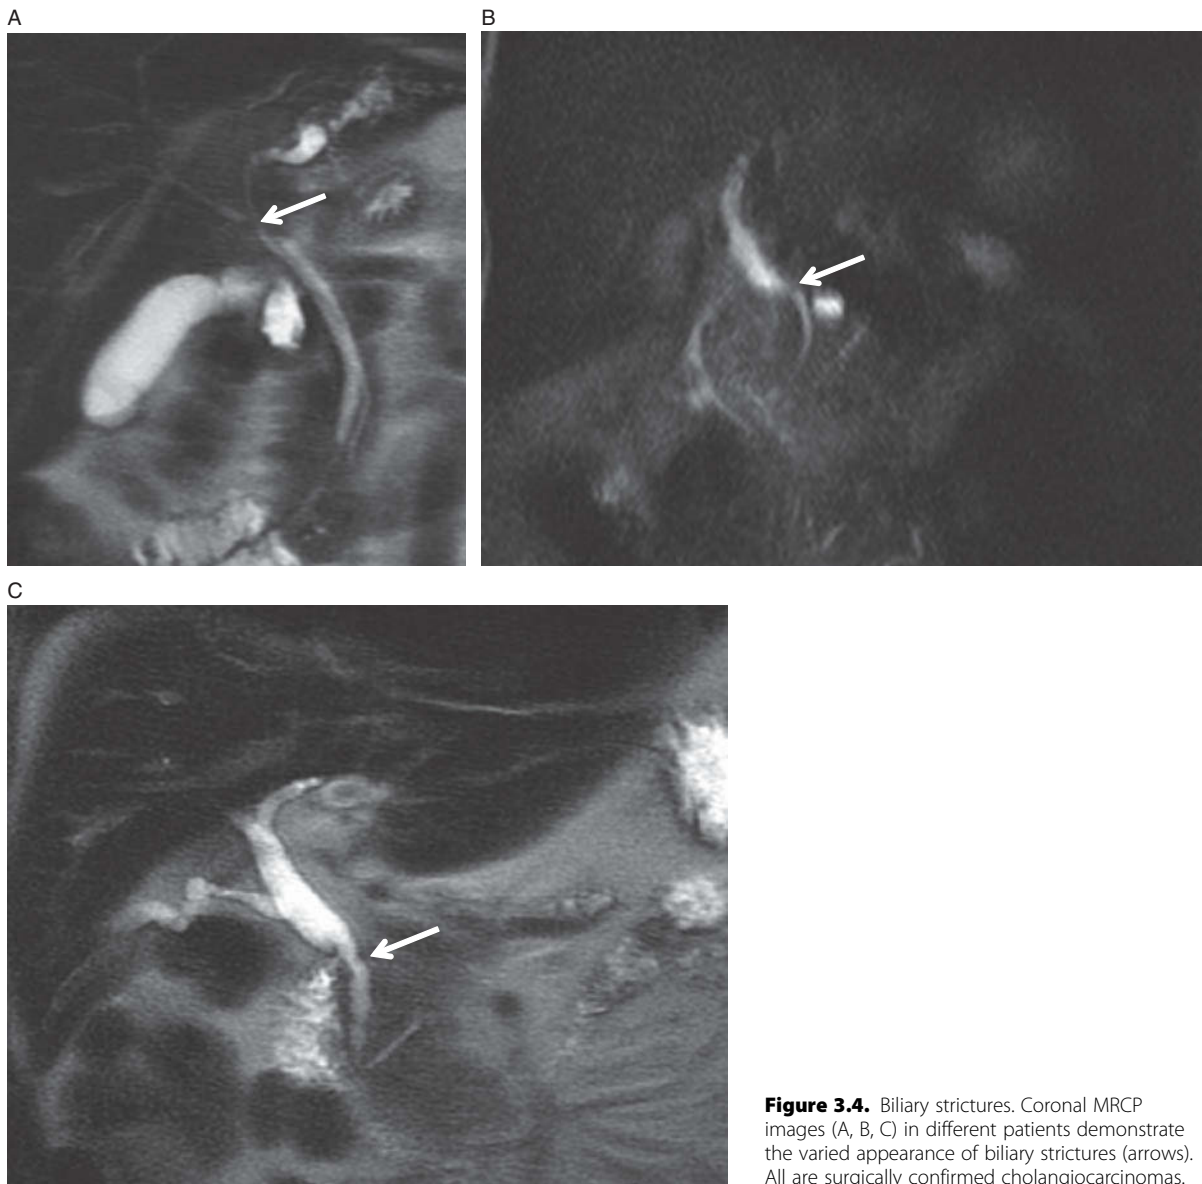 A
B
C
Figure 3.4. Biliary strictures. Coronal MRCP
images (A, B, C) in different patients demonstrate
the varied appearance of biliary strictures (arrows).
All are surgically confirmed cholangiocarcinomas.